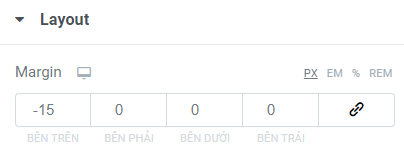 Layout
Margin PX EM % REM
-15 0 0 0
BÊN TRÊN BÊN PHẢI BÊN DƯỚI BÊN TRÁI